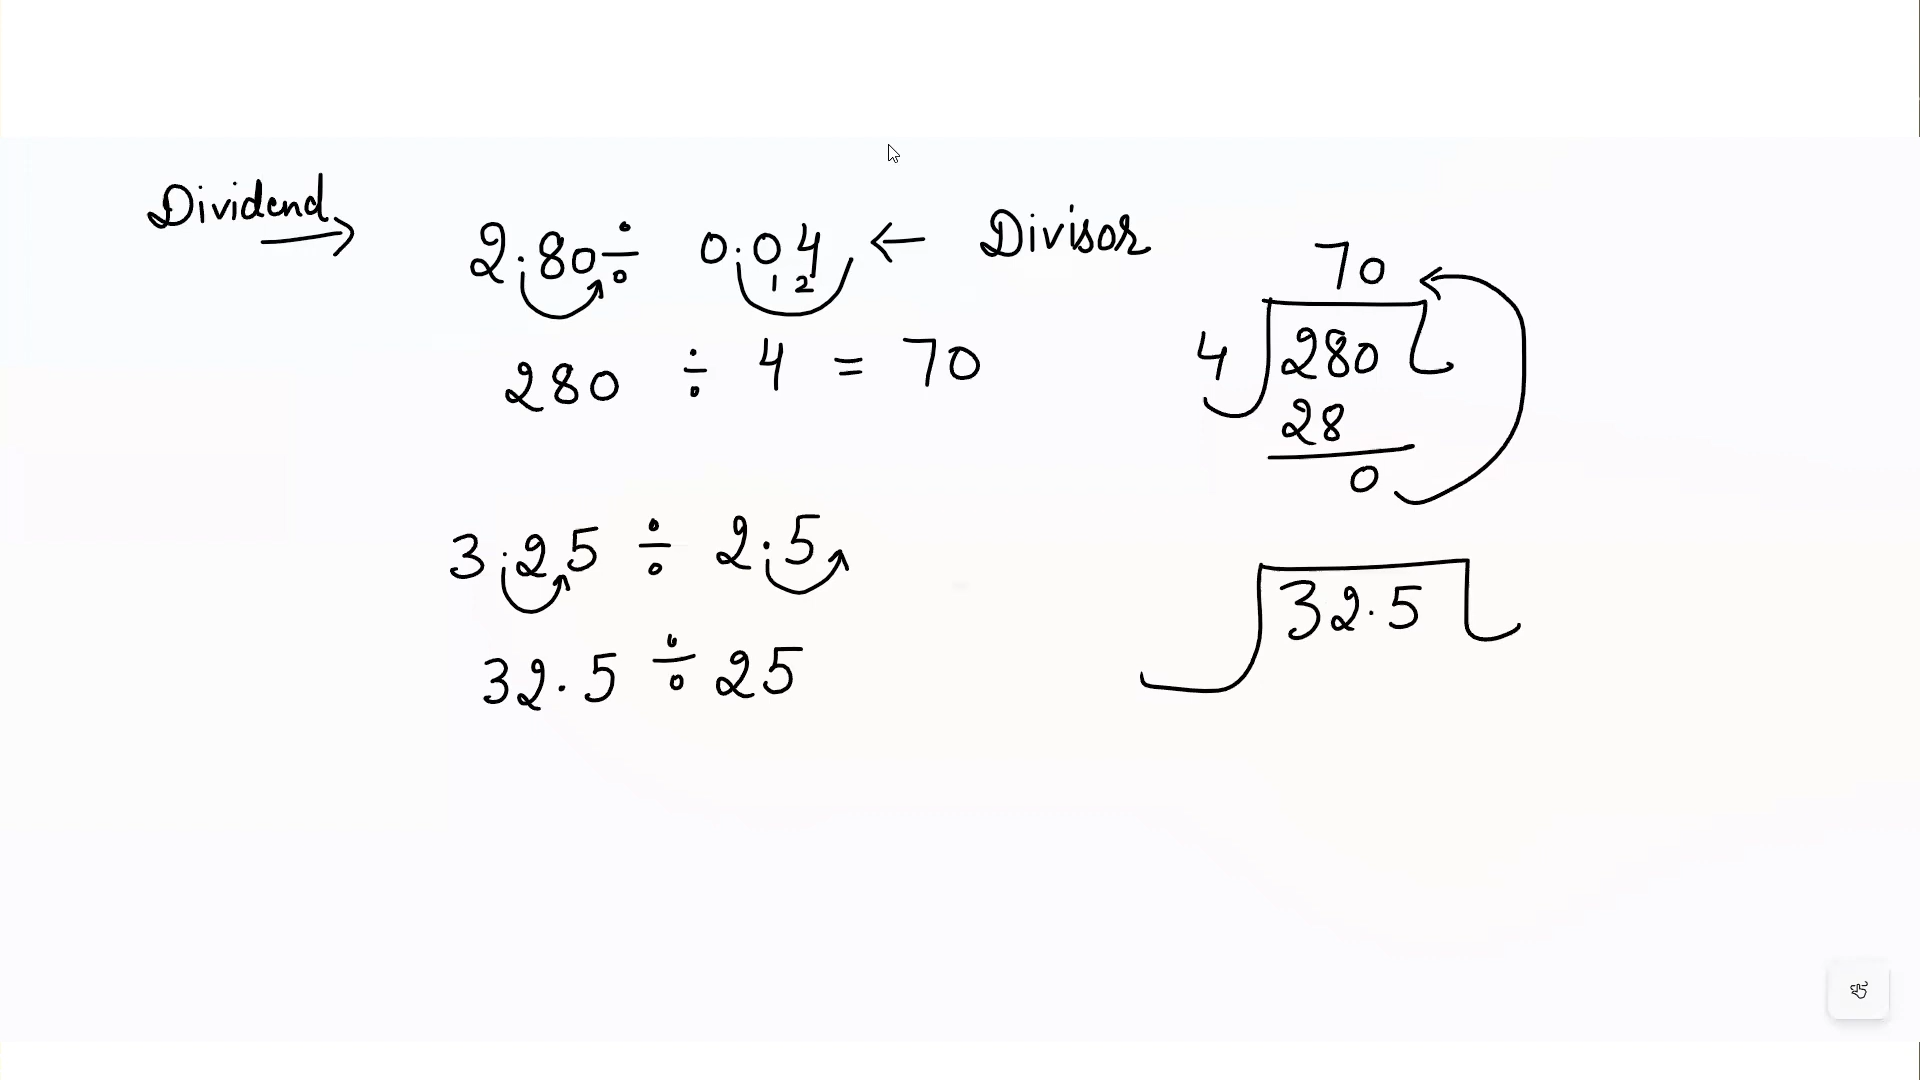 Dividend
2.80 ÷ 0.04 ← Divisor
1 2
280 ÷ 4 = 70
70
4 280
28
0
3.25 ÷ 2.5
32.5 ÷ 25
32.5